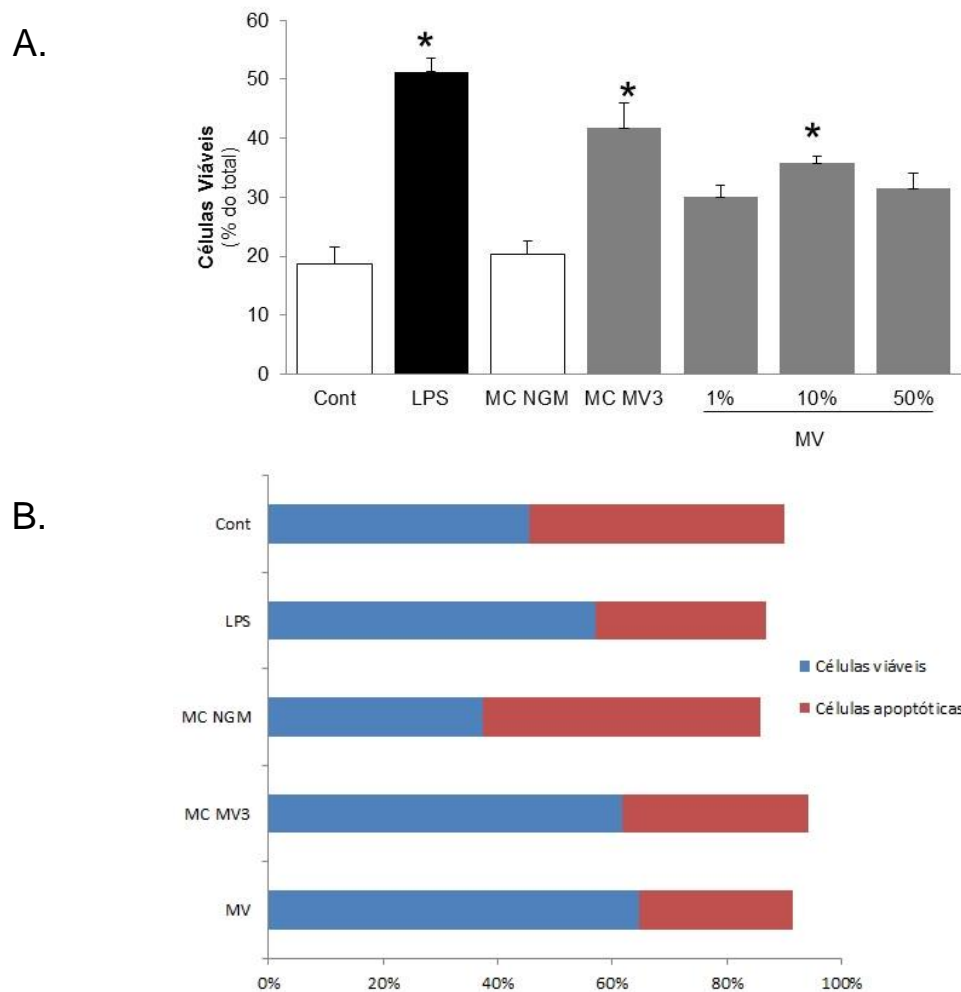 A.
Células Viáveis
(% do total)
60
50
40
30
20
10
0
*
*
*
Cont LPS MC NGM MC MV3 1% 10% 50%
MV
B.
Cont
LPS
MC NGM
MC MV3
MV
Células viáveis
Células apoptóticas
0% 20% 40% 60% 80% 100%